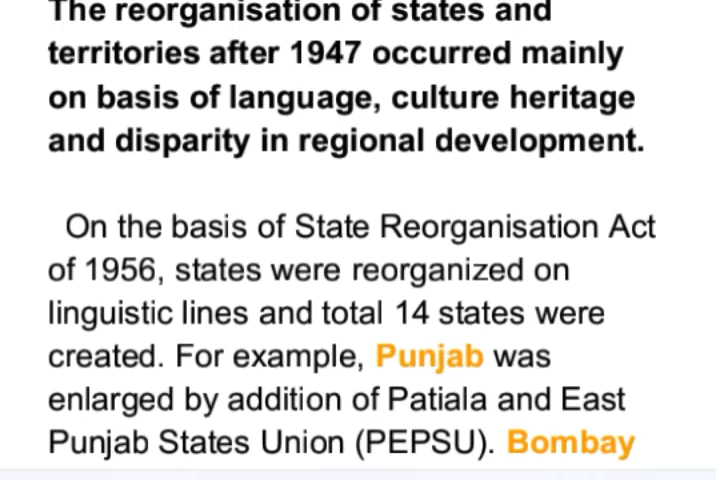 The reorganisation of states and
territories after 1947 occurred mainly
on basis of language, culture heritage
and disparity in regional development.
On the basis of State Reorganisation Act
of 1956, states were reorganized on
linguistic lines and total 14 states were
created. For example, Punjab was
enlarged by addition of Patiala and East
Punjab States Union (PEPSU). Bombay